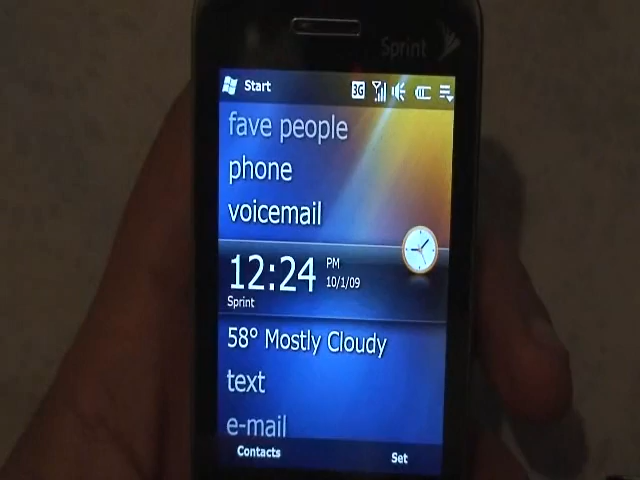 Sprint
Start 3G
fave people
phone
voicemail
12:24 PM
10/1/09
Sprint
58° Mostly Cloudy
text
e-mail
Contacts Set